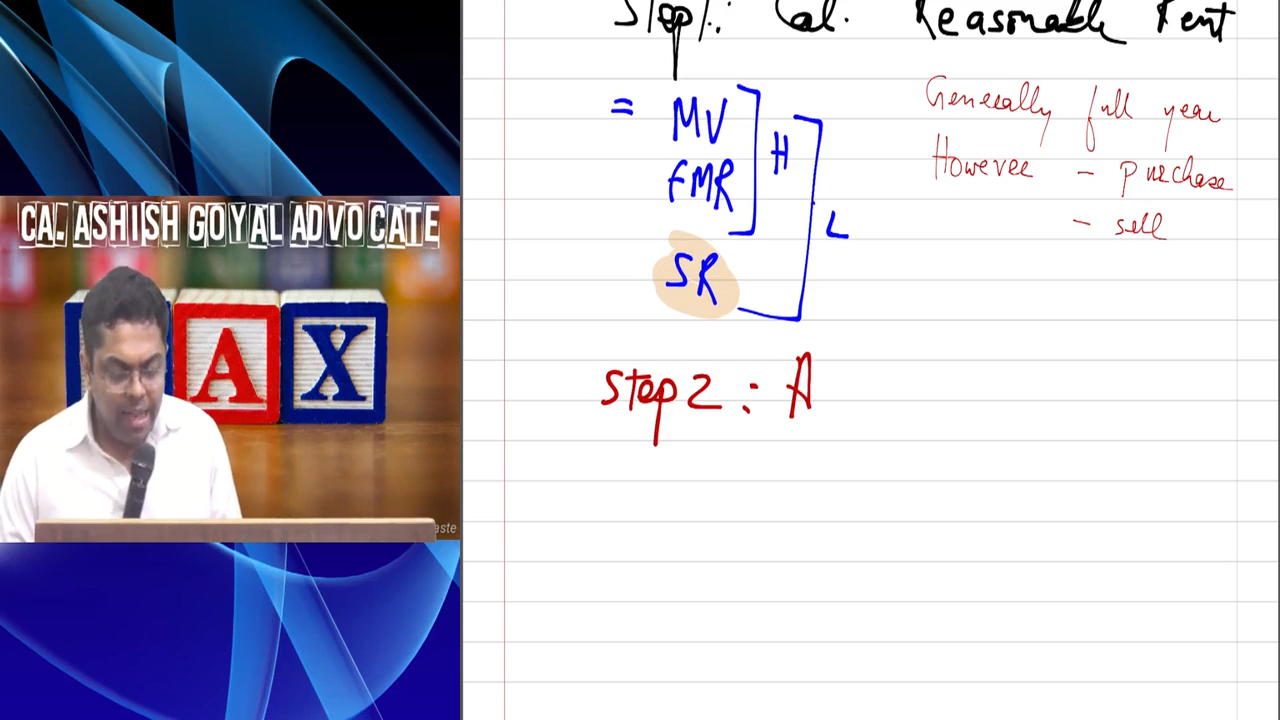 CA. ASHISH GOYAL ADVOCATE
A X
aste
Step 1: Cal. Reasonable Rent
= MV
FMR
H
SR
L
Generally full year
However - purchase
- sell
Step 2 : A